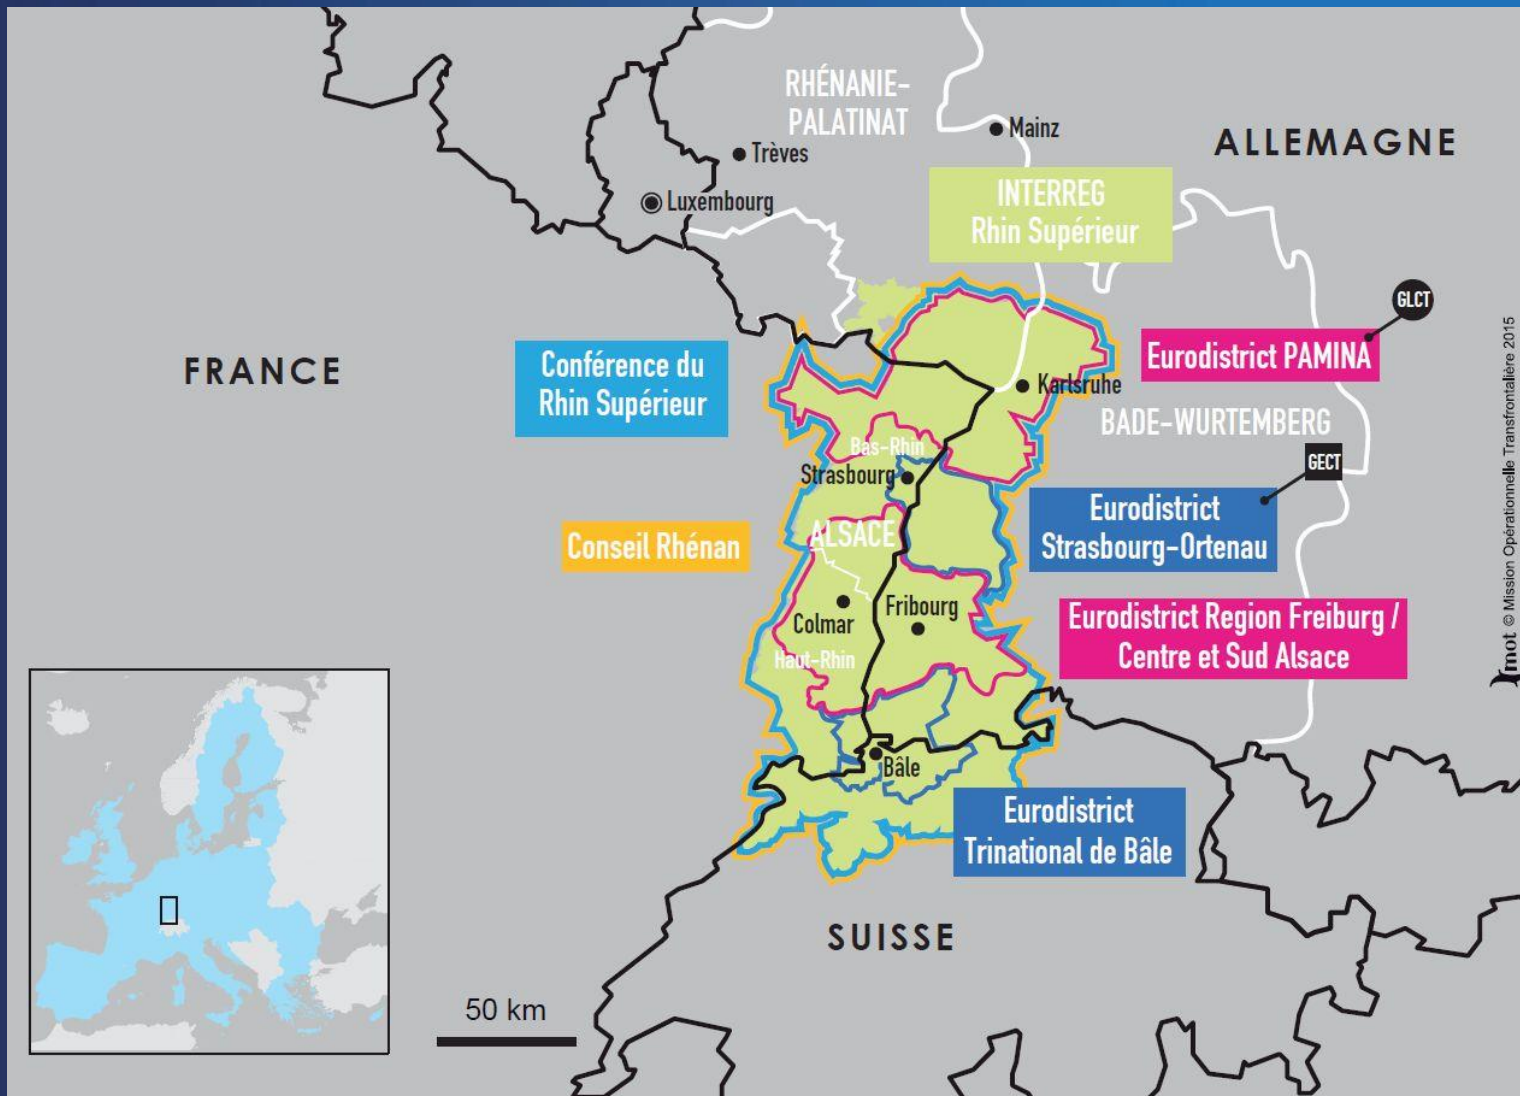 RHÉNANIE-
PALATINAT
Mainz
ALLEMAGNE
Trèves
Luxembourg
INTERREG
Rhin Supérieur
GLCT
FRANCE
Conférence du
Rhin Supérieur
Eurodistrict PAMINA
Karlsruhe
BADE-WURTEMBERG
Bas-Rhin
Strasbourg
GECT
Eurodistrict
Strasbourg-Ortenau
ALSACE
Conseil Rhénan
Colmar
Fribourg
Eurodistrict Region Freiburg /
Centre et Sud Alsace
Haut-Rhin
Bâle
Eurodistrict
Trinational de Bâle
SUISSE
50 km
mot © Mission Opérationnelle Transfrontalière 2015